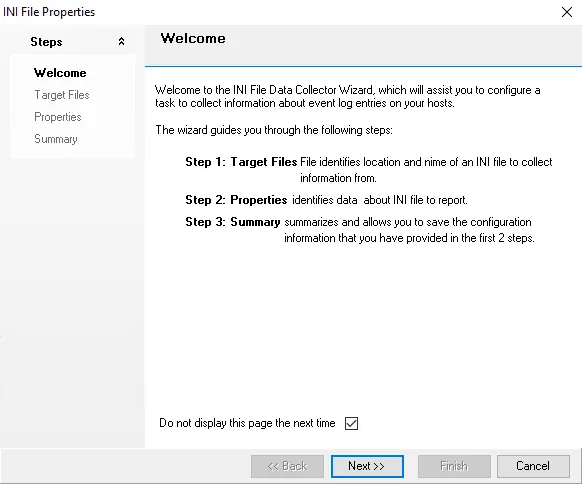 INI File Properties
Steps
Welcome
Target Files
Properties
Summary
Welcome
Welcome to the INI File Data Collector Wizard, which will assist you to configure a
task to collect information about event log entries on your hosts.
The wizard guides you through the following steps:
Step 1: Target Files File identifies location and nime of an INI file to collect
information from.
Step 2: Properties identifies data about INI file to report.
Step 3: Summary summarizes and allows you to save the configuration
information that you have provided in the first 2 steps.
Do not display this page the next time
<< Back
Next >>
Finish
Cancel